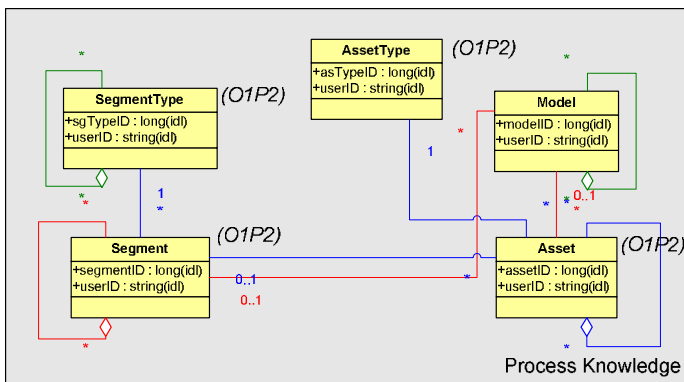 *
AssetType
(O1P2)
+asTypeID : long(idl)
+userID : string(idl)
*
SegmentType
(O1P2)
+sgTypeID : long(idl)
+userID : string(idl)
Model
+modelID : long(idl)
+userID : string(idl)
*
1
*
*
1
*
*
0..1
*
*
*
Segment
(O1P2)
+segmentID : long(idl)
+userID : string(idl)
Asset
(O1P2)
+assetID : long(idl)
+userID : string(idl)
0..1
*
0..1
*
*
Process Knowledge